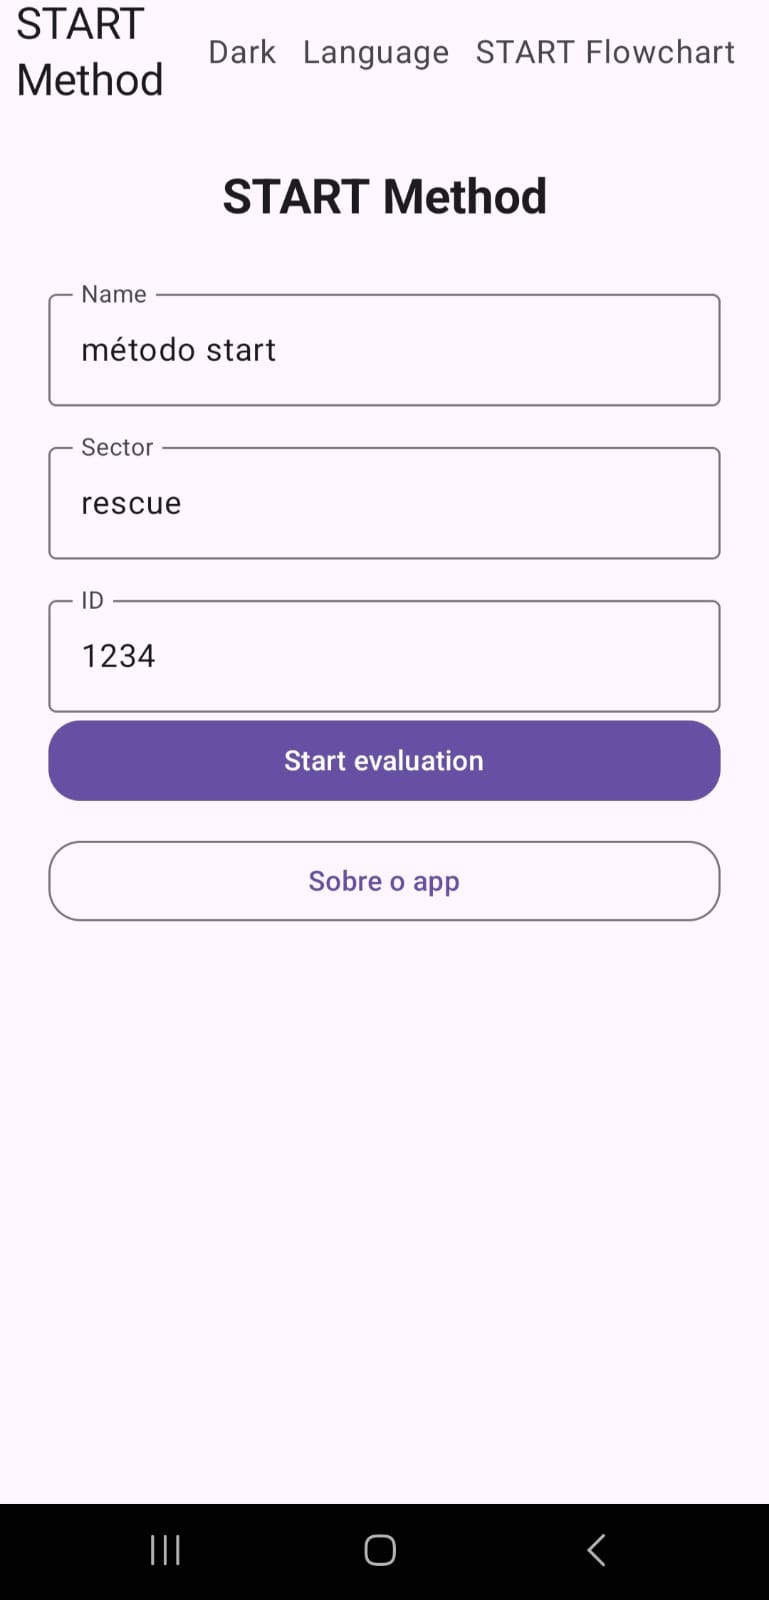 START
Method
Dark Language START Flowchart
START Method
Name
método start
Sector
rescue
ID
1234
Start evaluation
Sobre o app